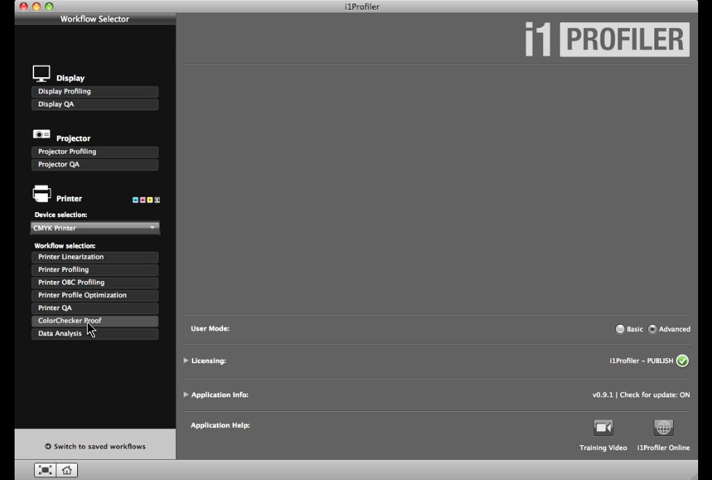 i1Profiler
Workflow Selector
i1 PROFILER
Display
Display Profiling
Display QA
Projector
Projector Profiling
Projector QA
Printer
Device selection:
CMYK Printer
Workflow selection:
Printer Linearization
Printer Profiling
Printer OBC Profiling
Printer Profile Optimization
Printer QA
ColorChecker Proof
Data Analysis
Switch to saved workflows
User Mode:
Basic Advanced
Licensing:
i1Profiler - PUBLISH
Application Info:
v0.9.1 | Check for update: ON
Application Help:
Training Video
i1Profiler Online